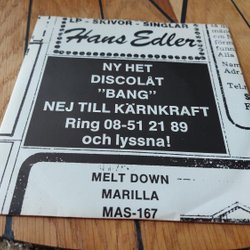 LP - SKIVOR - SINGLAR
Hans Edler
NY HET
DISCOLÅT
"BANG"
NEJ TILL KÄRNKRAFT
Ring 08-51 21 89
och lyssna!
MELT DOWN
MARILLA
MAS-167